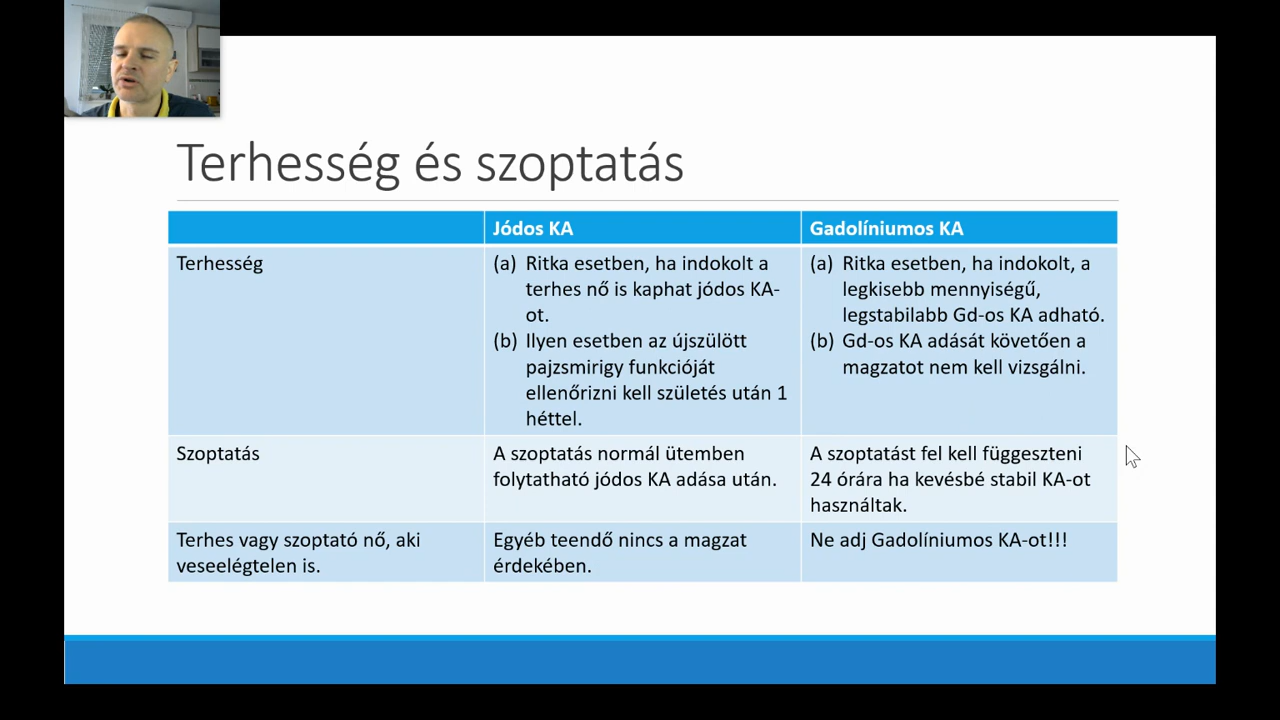 Terhesség és szoptatás
Jódos KA
Gadolíniumos KA
Terhesség
(a) Ritka esetben, ha indokolt a
terhes nő is kaphat jódos KA-
ot.
(b) Ilyen esetben az újszülött
pajzsmirigy funkcióját
ellenőrizni kell születés után 1
héttel.
(a) Ritka esetben, ha indokolt, a
legkisebb mennyiségű,
legstabilabb Gd-os KA adható.
(b) Gd-os KA adását követően a
magzatot nem kell vizsgálni.
Szoptatás
A szoptatás normál ütemben
folytatható jódos KA adása után.
A szoptatást fel kell függeszteni
24 órára ha kevésbé stabil KA-ot
használtak.
Terhes vagy szoptató nő, aki
veseelégtelen is.
Egyéb teendő nincs a magzat
érdekében.
Ne adj Gadolíniumos KA-ot!!!